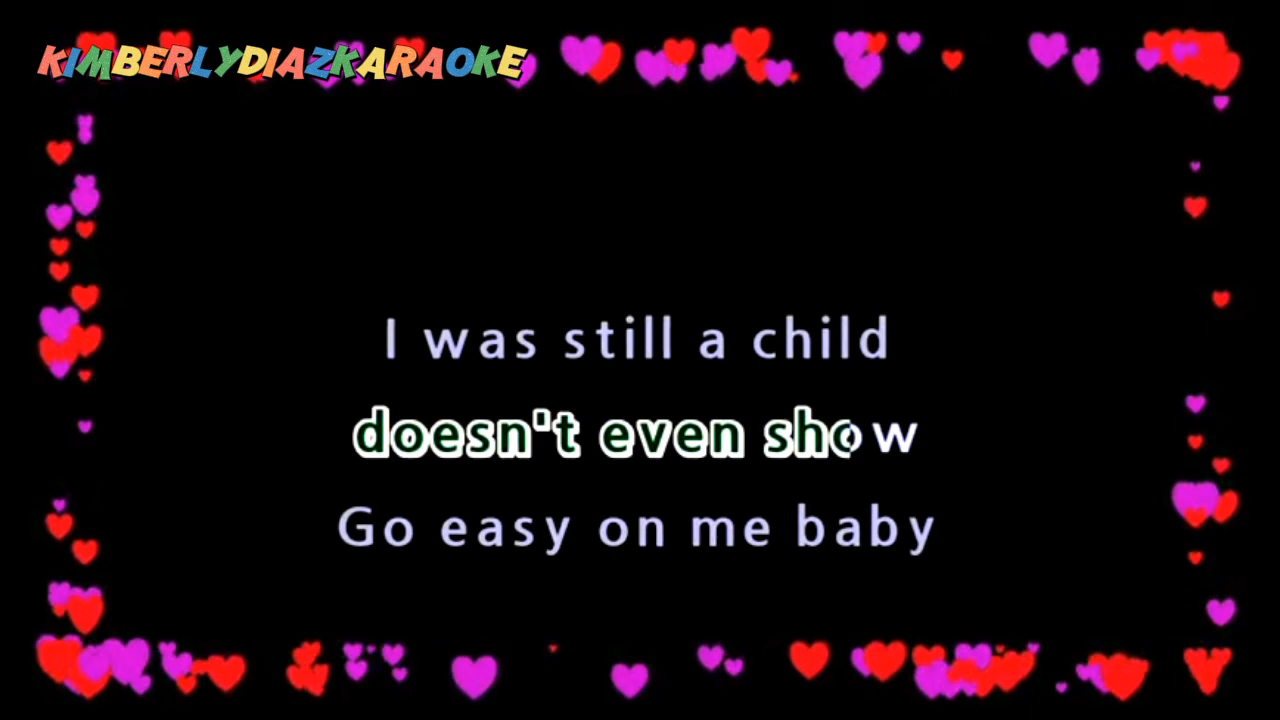 KIMBERLYDIAZKARAOKE
I was still a child
doesn't even show
Go easy on me baby